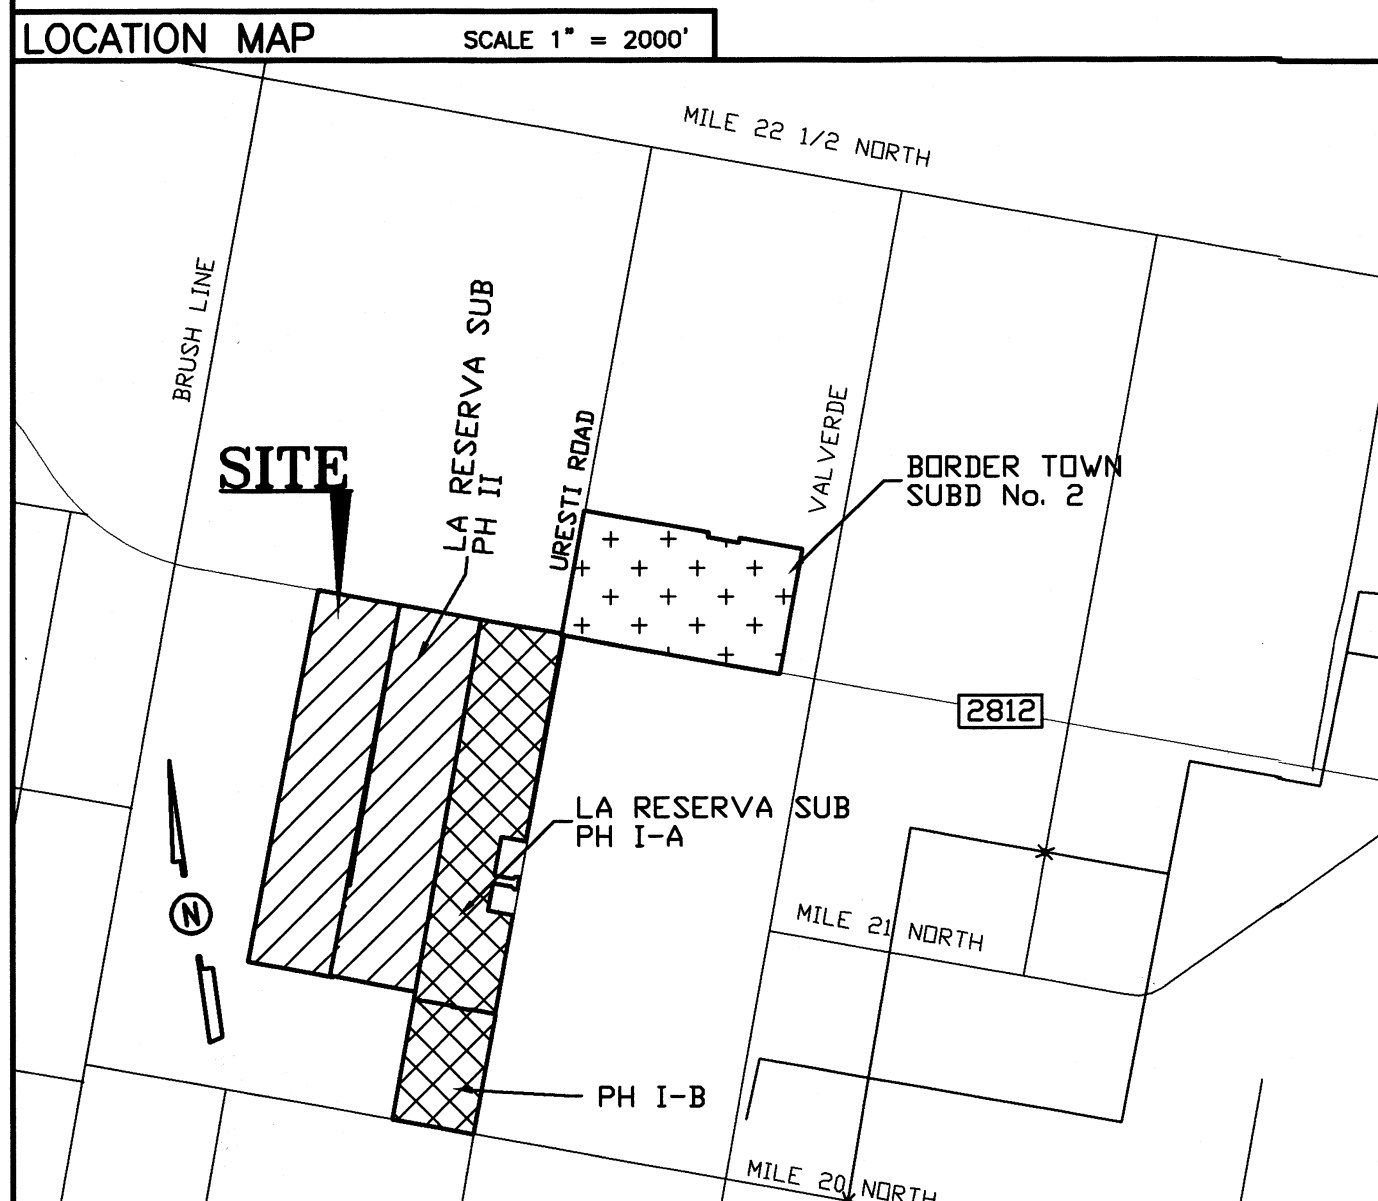 LOCATION MAP SCALE 1" = 2000'
MILE 22 1/2 NORTH
BRUSH LINE
LA RESERVA SUB
PH II
SITE
URESTI ROAD
VALVERDE
BORDER TOWN
SUBD No. 2
2812
LA RESERVA SUB
PH I-A
N
MILE 21 NORTH
PH I-B
MILE 20 NORTH